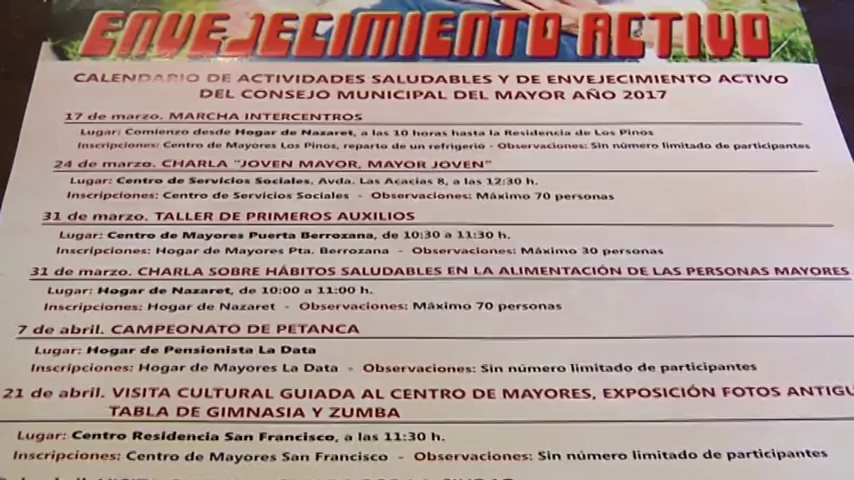 ENVEJECIMIENTO ACTIVO
CALENDARIO DE ACTIVIDADES SALUDABLES Y DE ENVEJECIMIENTO ACTIVO
DEL CONSEJO MUNICIPAL DEL MAYOR AÑO 2017
17 de marzo. MARCHA INTERCENTROS
Lugar: Comienzo desde Hogar de Nazaret, a las 10 horas hasta la Residencia de Los Pinos
Inscripciones: Centro de Mayores Los Pinos, reparto de un refrigerio - Observaciones: Sin número limitado de participantes
24 de marzo. CHARLA "JOVEN MAYOR, MAYOR JOVEN"
Lugar: Centro de Servicios Sociales, Avda. Las Acacias 8, a las 12:30 h.
Inscripciones: Centro de Servicios Sociales - Observaciones: Máximo 70 personas
31 de marzo. TALLER DE PRIMEROS AUXILIOS
Lugar: Centro de Mayores Puerta Berrozana, de 10:30 a 11:30 h.
Inscripciones: Hogar de Mayores Pta. Berrozana - Observaciones: Máximo 30 personas
31 de marzo. CHARLA SOBRE HÁBITOS SALUDABLES EN LA ALIMENTACIÓN DE LAS PERSONAS MAYORES
Lugar: Hogar de Nazaret, de 10:00 a 11:00 h.
Inscripciones: Hogar de Nazaret - Observaciones: Máximo 70 personas
7 de abril. CAMPEONATO DE PETANCA
Lugar: Hogar de Pensionista La Data
Inscripciones: Hogar de Mayores La Data - Observaciones: Sin número limitado de participantes
21 de abril. VISITA CULTURAL GUIADA AL CENTRO DE MAYORES, EXPOSICIÓN FOTOS ANTIGU
TABLA DE GIMNASIA Y ZUMBA
Lugar: Centro Residencia San Francisco, a las 11:30 h.
Inscripciones: Centro de Mayores San Francisco - Observaciones: Sin número limitado de participantes